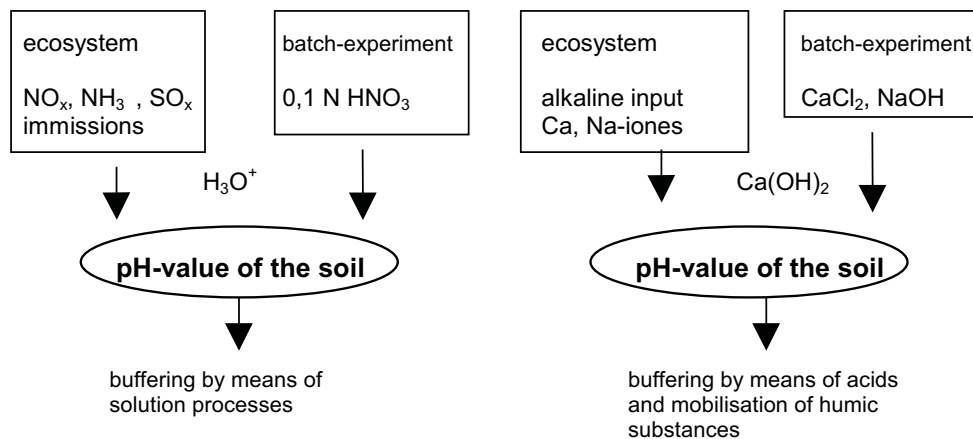 ecosystem
NOₓ, NH₃ , SOₓ
immissions
batch-experiment
0,1 N HNO₃
H₃O⁺
pH-value of the soil
buffering by means of
solution processes
ecosystem
alkaline input
Ca, Na-iones
batch-experiment
CaCl₂, NaOH
Ca(OH)₂
pH-value of the soil
buffering by means of acids
and mobilisation of humic
substances